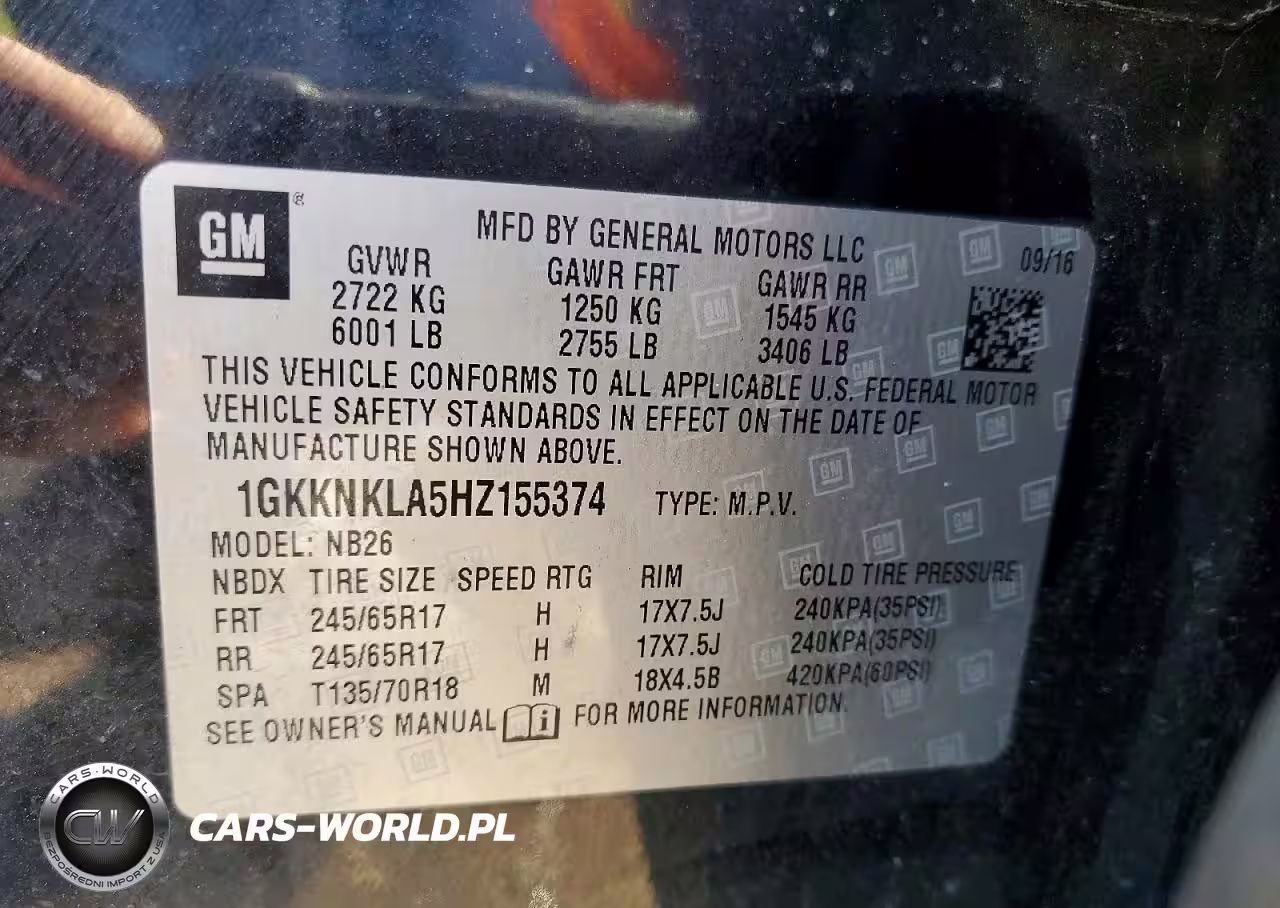 GM ®
MFD BY GENERAL MOTORS LLC
09/16
GVWR GAWR FRT GAWR RR
2722 KG 1250 KG 1545 KG
6001 LB 2755 LB 3406 LB
THIS VEHICLE CONFORMS TO ALL APPLICABLE U.S. FEDERAL MOTOR
VEHICLE SAFETY STANDARDS IN EFFECT ON THE DATE OF
MANUFACTURE SHOWN ABOVE.
1GKKNKLA5HZ155374 TYPE: M.P.V.
MODEL: NB26
NBDX TIRE SIZE SPEED RTG RIM COLD TIRE PRESSURE
FRT 245/65R17 H 17X7.5J 240KPA(35PSI)
RR 245/65R17 H 17X7.5J 240KPA(35PSI)
SPA T135/70R18 M 18X4.5B 420KPA(60PSI)
SEE OWNER'S MANUAL i FOR MORE INFORMATION.
CARS-WORLD
CW
BEZPOŚREDNI IMPORT Z USA
CARS-WORLD.PL